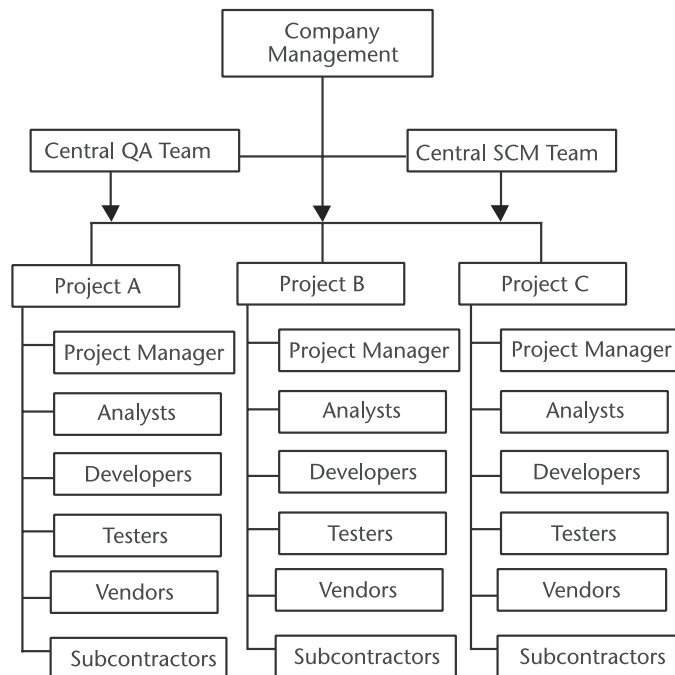 Company
Management
Central QA Team
Central SCM Team
Project A
Project B
Project C
Project Manager
Project Manager
Project Manager
Analysts
Analysts
Analysts
Developers
Developers
Developers
Testers
Testers
Testers
Vendors
Vendors
Vendors
Subcontractors
Subcontractors
Subcontractors